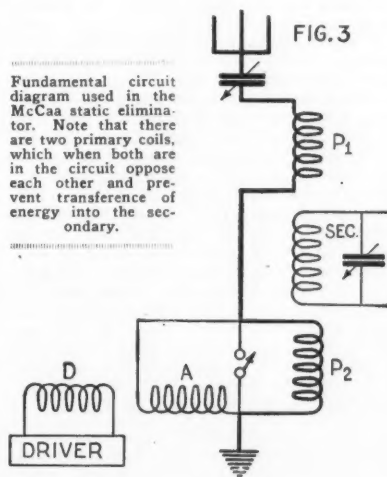 FIG. 3
Fundamental circuit
diagram used in the
McCaa static elimina-
tor. Note that there
are two primary coils,
which when both are
in the circuit oppose
each other and pre-
vent transference of
energy into the sec-
ondary.
P1
SEC.
D
A
P2
DRIVER